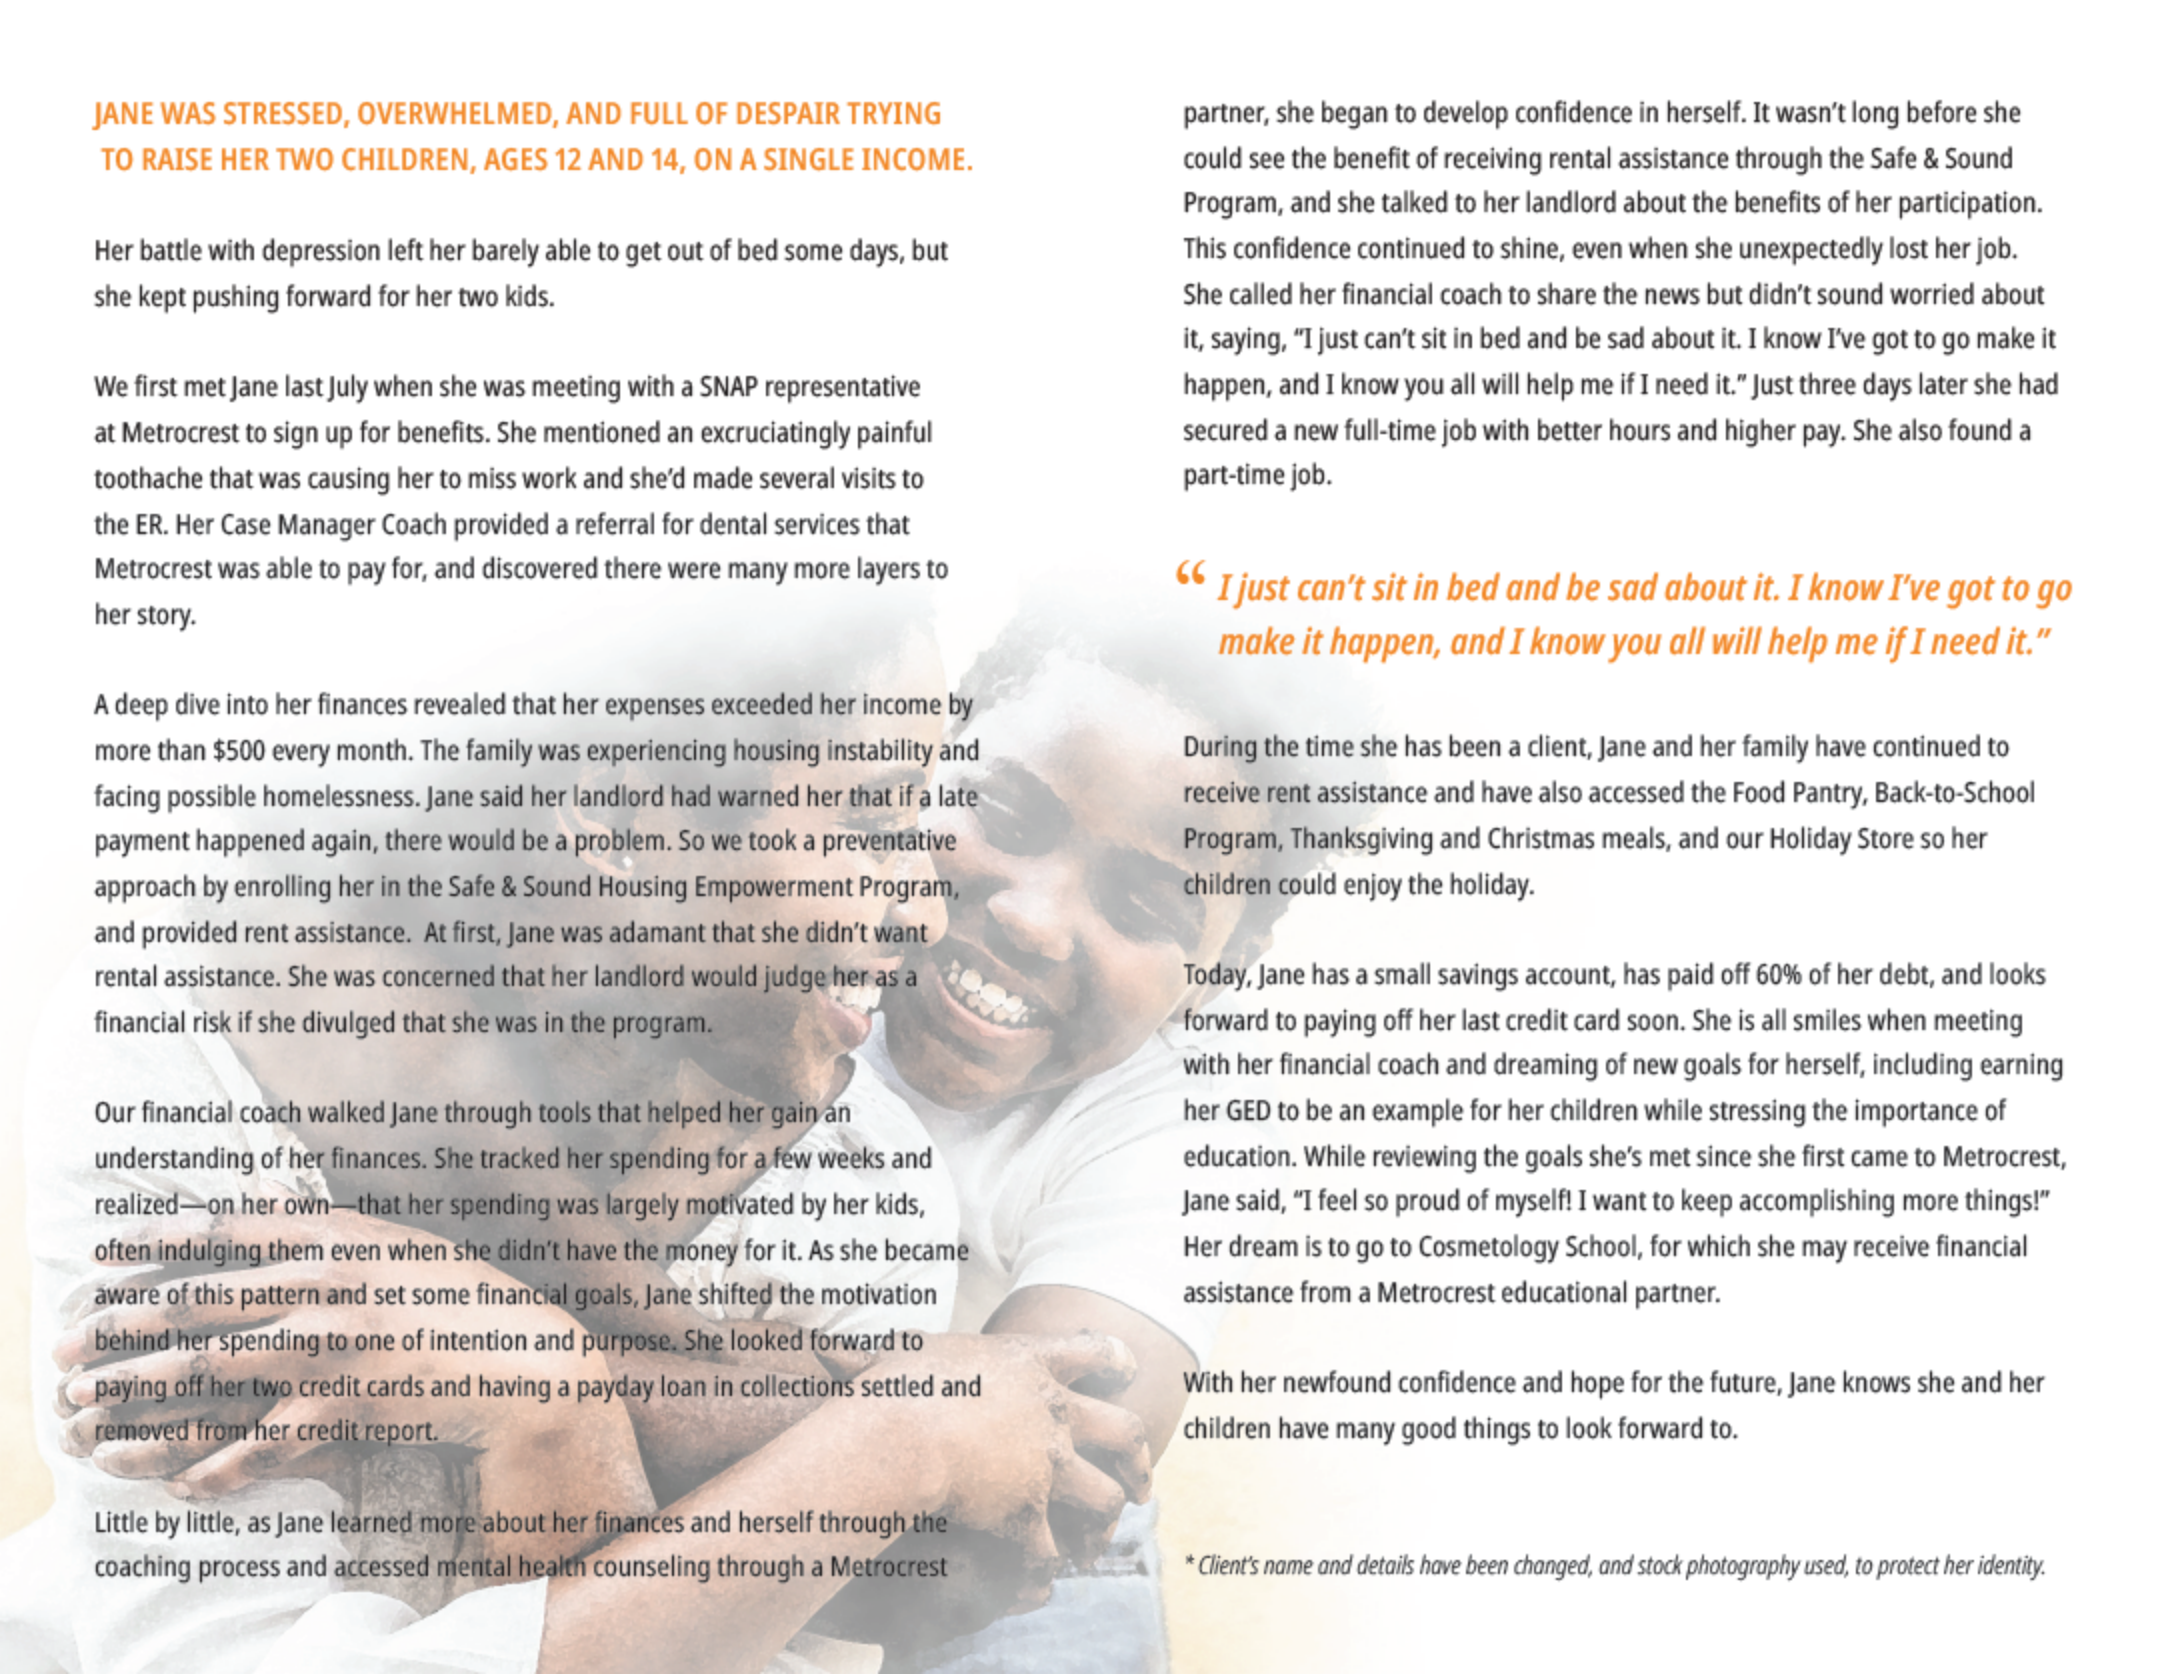 JANE WAS STRESSED, OVERWHELMED, AND FULL OF DESPAIR TRYING
TO RAISE HER TWO CHILDREN, AGES 12 AND 14, ON A SINGLE INCOME.
Her battle with depression left her barely able to get out of bed some days, but
she kept pushing forward for her two kids.
We first met Jane last July when she was meeting with a SNAP representative
at Metrocrest to sign up for benefits. She mentioned an excruciatingly painful
toothache that was causing her to miss work and she’d made several visits to
the ER. Her Case Manager Coach provided a referral for dental services that
Metrocrest was able to pay for, and discovered there were many more layers to
her story.
A deep dive into her finances revealed that her expenses exceeded her income by
more than $500 every month. The family was experiencing housing instability and
facing possible homelessness. Jane said her landlord had warned her that if a late
payment happened again, there would be a problem. So we took a preventative
approach by enrolling her in the Safe & Sound Housing Empowerment Program,
and provided rent assistance.  At first, Jane was adamant that she didn’t want
rental assistance. She was concerned that her landlord would judge her as a
financial risk if she divulged that she was in the program.
Our financial coach walked Jane through tools that helped her gain an
understanding of her finances. She tracked her spending for a few weeks and
realized—on her own—that her spending was largely motivated by her kids,
often indulging them even when she didn’t have the money for it. As she became
aware of this pattern and set some financial goals, Jane shifted the motivation
behind her spending to one of intention and purpose. She looked forward to
paying off her two credit cards and having a payday loan in collections settled and
removed from her credit report.
Little by little, as Jane learned more about her finances and herself through the
coaching process and accessed mental health counseling through a Metrocrest
partner, she began to develop confidence in herself. It wasn’t long before she
could see the benefit of receiving rental assistance through the Safe & Sound
Program, and she talked to her landlord about the benefits of her participation.
This confidence continued to shine, even when she unexpectedly lost her job.
She called her financial coach to share the news but didn’t sound worried about
it, saying, “I just can’t sit in bed and be sad about it. I know I’ve got to go make it
happen, and I know you all will help me if I need it.” Just three days later she had
secured a new full-time job with better hours and higher pay. She also found a
part-time job.
“ I just can’t sit in bed and be sad about it. I know I’ve got to go
make it happen, and I know you all will help me if I need it.”
During the time she has been a client, Jane and her family have continued to
receive rent assistance and have also accessed the Food Pantry, Back-to-School
Program, Thanksgiving and Christmas meals, and our Holiday Store so her
children could enjoy the holiday.
Today, Jane has a small savings account, has paid off 60% of her debt, and looks
forward to paying off her last credit card soon. She is all smiles when meeting
with her financial coach and dreaming of new goals for herself, including earning
her GED to be an example for her children while stressing the importance of
education. While reviewing the goals she’s met since she first came to Metrocrest,
Jane said, “I feel so proud of myself! I want to keep accomplishing more things!”
Her dream is to go to Cosmetology School, for which she may receive financial
assistance from a Metrocrest educational partner.
With her newfound confidence and hope for the future, Jane knows she and her
children have many good things to look forward to.
* Client’s name and details have been changed, and stock photography used, to protect her identity.